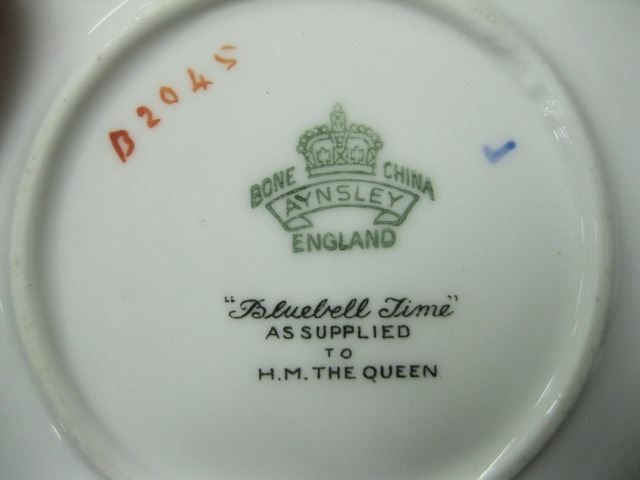 B2045
BONE CHINA
AYNSLEY
ENGLAND
"Bluebell Time"
AS SUPPLIED
TO
H.M. THE QUEEN